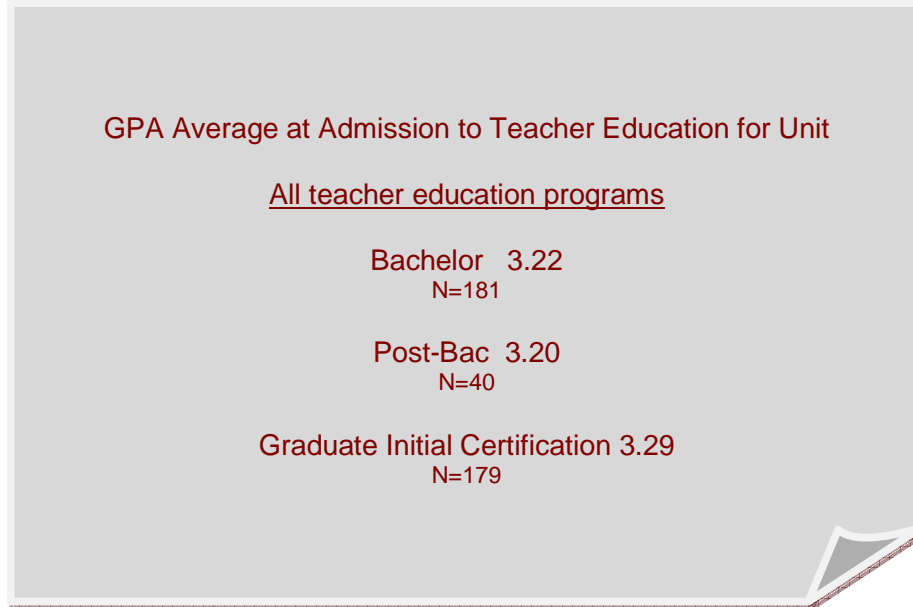 GPA Average at Admission to Teacher Education for Unit
All teacher education programs
Bachelor 3.22
N=181
Post-Bac 3.20
N=40
Graduate Initial Certification 3.29
N=179